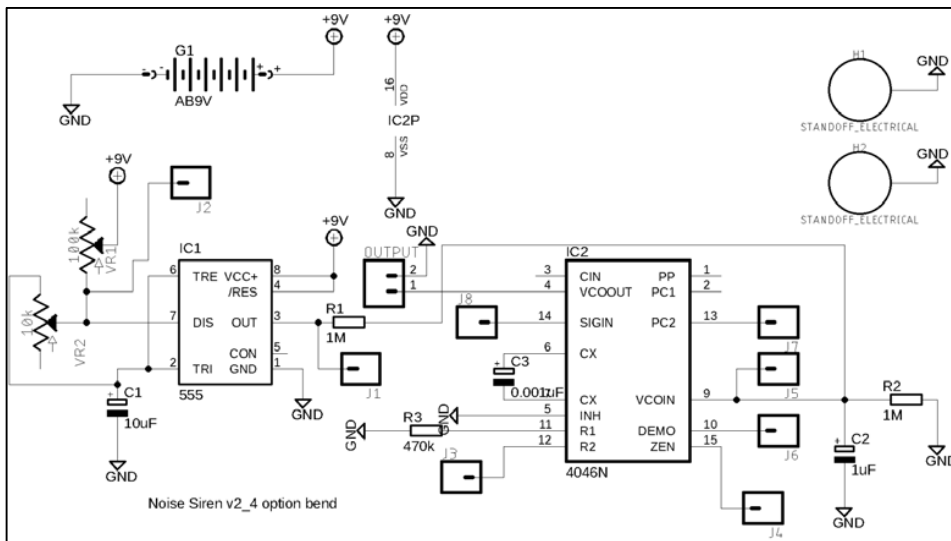 +9V
+9V
G1
- - + +
AB9V
GND
16
VDD
IC2P
8
VSS
GND
H1
GND
STANDOFF_ELECTRICAL
H2
GND
STANDOFF_ELECTRICAL
+9V
J2
100k
VR1
10k
VR2
IC1
6 TRE VCC+ 8
/RES 4
7 DIS OUT 3
CON 5
2 TRI GND 1
555
+9V
GND
+
C1
10uF
GND
R1
1M
J1
OUTPUT
2
1
GND
J8
IC2
3 CIN PP 1
4 VCOOUT PC1 2
14 SIGIN PC2 13
6 CX
CX VCOIN 9
5 INH
11 R1 DEMO 10
12 R2 ZEN 15
4046N
+
C3
0.001uF
GND
R3
470k
GND
J3
J7
J5
J6
J4
R2
1M
GND
+
C2
1uF
GND
Noise Siren v2_4 option bend